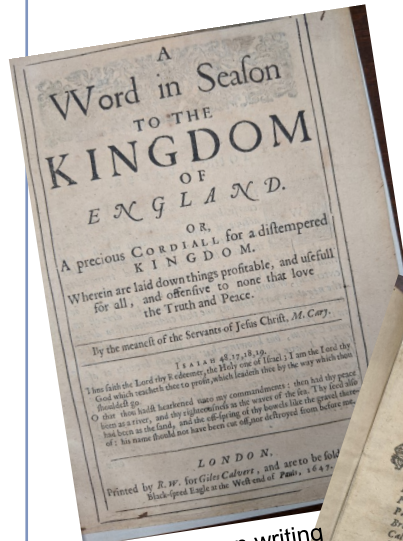 A
Word in Seaſon
TO THE
KINGDOM
OF
ENGLAND.
OR,
A precious CORDIALL for a diſtempered
KINGDOM.
Wherein are laid down things profitable, and uſefull
for all, and offenſive to none that love
the Truth and Peace.
By the meaneſt of the Servants of Jeſus Chriſt, M. Cary.
ISAIAH 48.17,18,19.
Thus ſaith the Lord thy Redeemer, the Holy one of Iſrael; I am the Lord thy
God which teacheth thee to profit, which leadeth thee by the way which thou
ſhouldeſt go.
O that thou hadſt hearkened unto my commandments: then had thy peace
been as a river, and thy righteouſneſs as the waves of the ſea. Thy ſeed alſo
had been as the ſand, and the off-ſpring of thy bowels like the gravel there-
of: his name ſhould not have been cut off, nor deſtroyed from before me.
LONDON,
Printed by R.W. for Giles Calvert, and are to be ſold
Black-ſpred Eagle at the Weſt end of Pauls, 1647.
writing